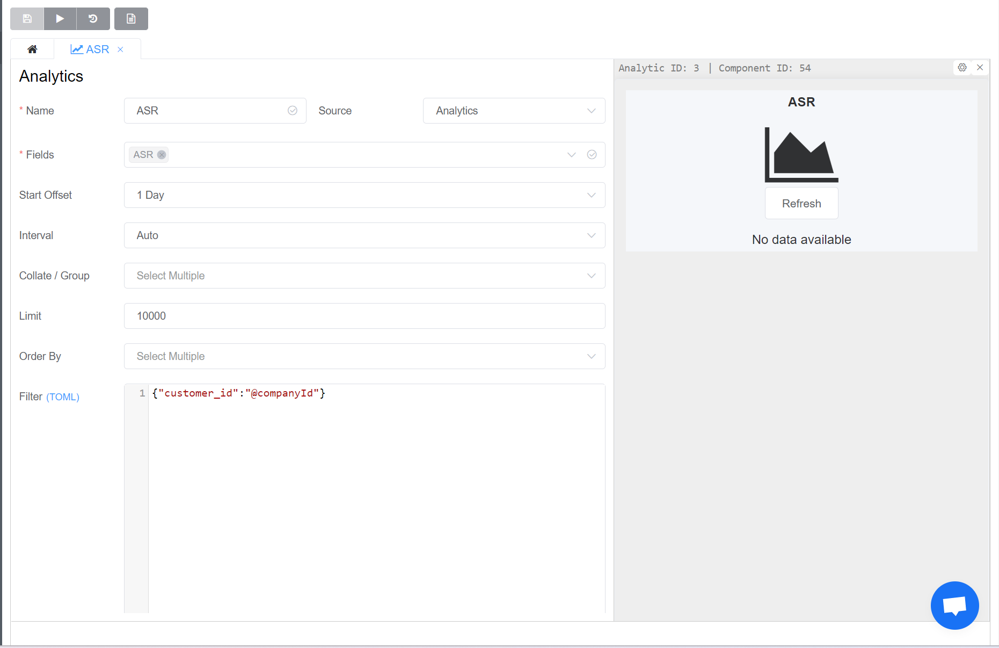 ASR
Analytics
* Name
ASR
Source
Analytics
* Fields
ASR
Start Offset
1 Day
Interval
Auto
Collate / Group
Select Multiple
Limit
10000
Order By
Select Multiple
Filter (TOML)
1
{"customer_id":"@companyId"}
Analytic ID: 3 | Component ID: 54
ASR
Refresh
No data available